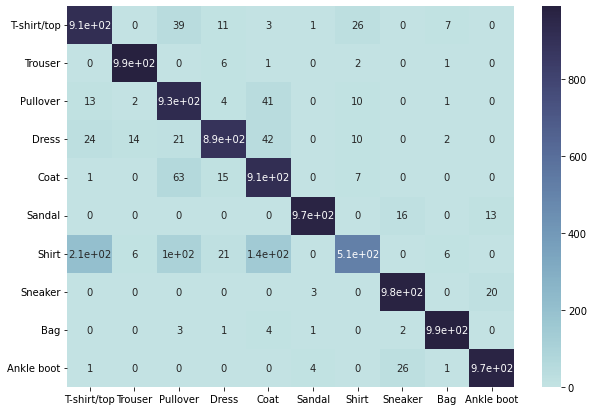 T-shirt/top 9.1e+02 0 39 11 3 1 26 0 7 0
Trouser 0 9.9e+02 0 6 1 0 2 0 1 0
Pullover 13 2 9.3e+02 4 41 0 10 0 1 0
Dress 24 14 21 8.9e+02 42 0 10 0 2 0
Coat 1 0 63 15 9.1e+02 0 7 0 0 0
Sandal 0 0 0 0 0 9.7e+02 0 16 0 13
Shirt 2.1e+02 6 1e+02 21 1.4e+02 0 5.1e+02 0 6 0
Sneaker 0 0 0 0 0 3 0 9.8e+02 0 20
Bag 0 0 3 1 4 1 0 2 9.9e+02 0
Ankle boot 1 0 0 0 0 4 0 26 1 9.7e+02
T-shirt/top Trouser Pullover Dress Coat Sandal Shirt Sneaker Bag Ankle boot
800
600
400
200
0